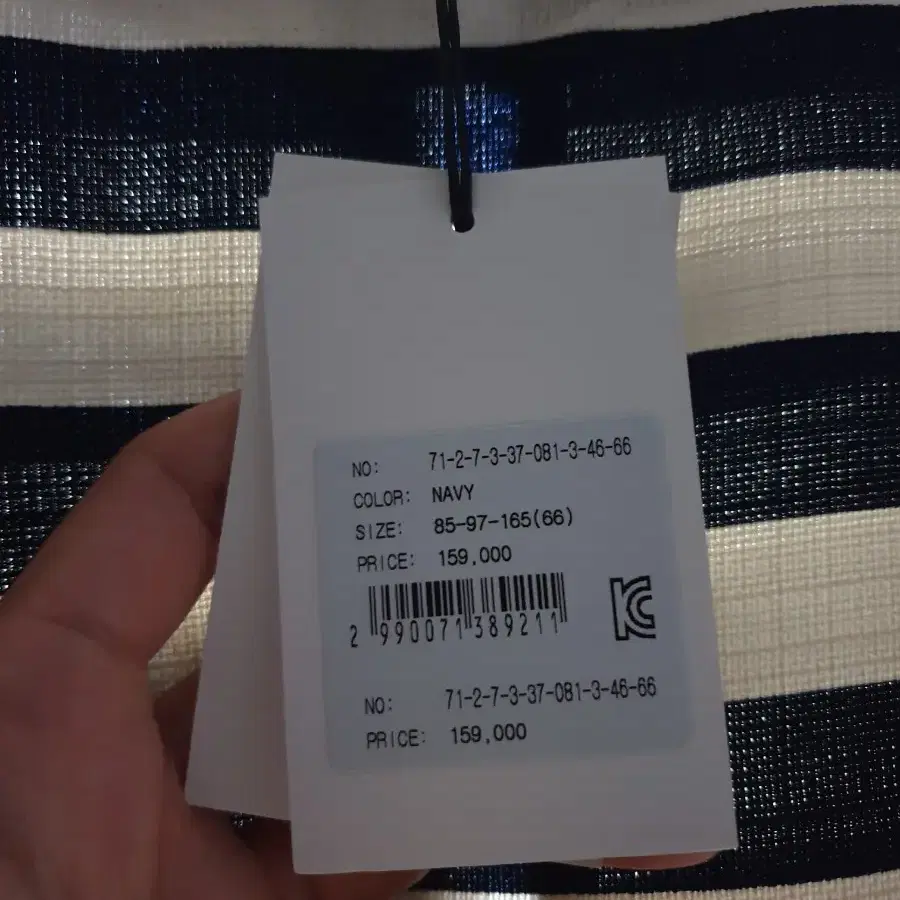 NO: 71-2-7-3-37-081-3-46-66
COLOR: NAVY
SIZE: 85-97-165(66)
PRICE: 159,000
2 990071 389211
KC
NO: 71-2-7-3-37-081-3-46-66
PRICE: 159,000